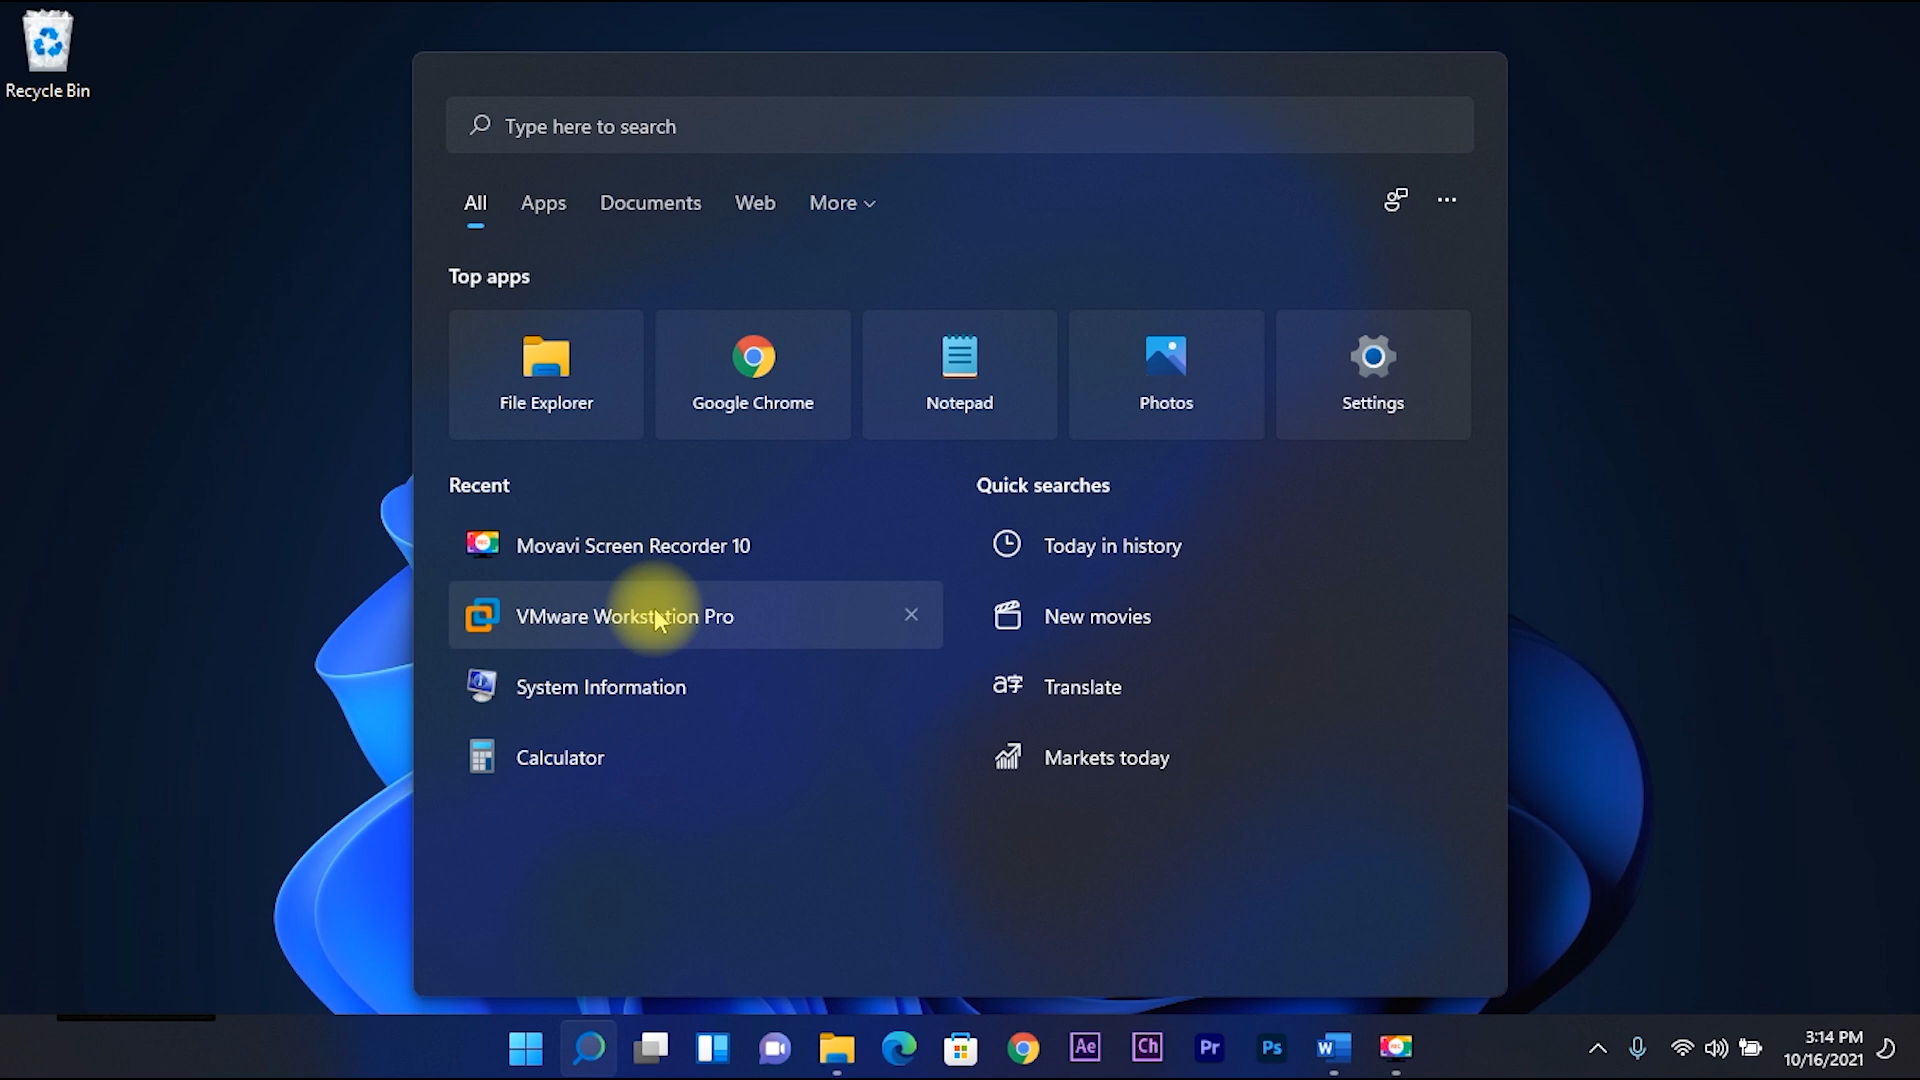 Recycle Bin
Type here to search
All Apps Documents Web More
Top apps
File Explorer Google Chrome Notepad Photos Settings
Recent Quick searches
Movavi Screen Recorder 10 Today in history
VMware Workstation Pro New movies
System Information Translate
Calculator Markets today
Ae Ch Pr Ps W
3:14 PM
10/16/2021